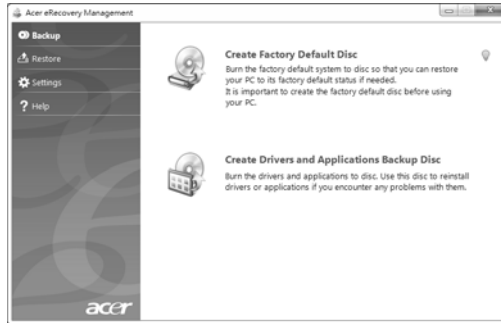 Acer eRecovery Management
Backup
Restore
Settings
Help
Create Factory Default Disc
Burn the factory default system to disc so that you can restore
your PC to its factory default status if needed.
It is important to create the factory default disc before using
your PC.
Create Drivers and Applications Backup Disc
Burn the drivers and applications to disc. Use this disc to reinstall
drivers or applications if you encounter any problems with them.
acer